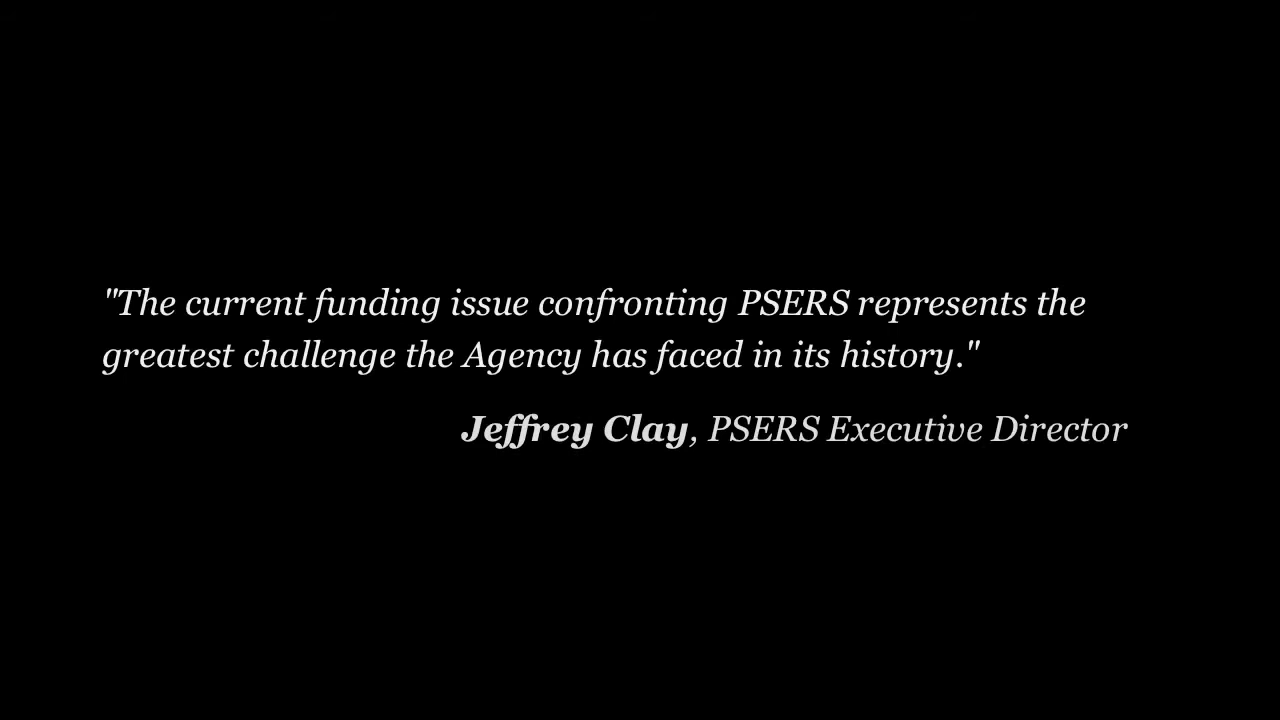 "The current funding issue confronting PSERS represents the
greatest challenge the Agency has faced in its history."
Jeffrey Clay, PSERS Executive Director